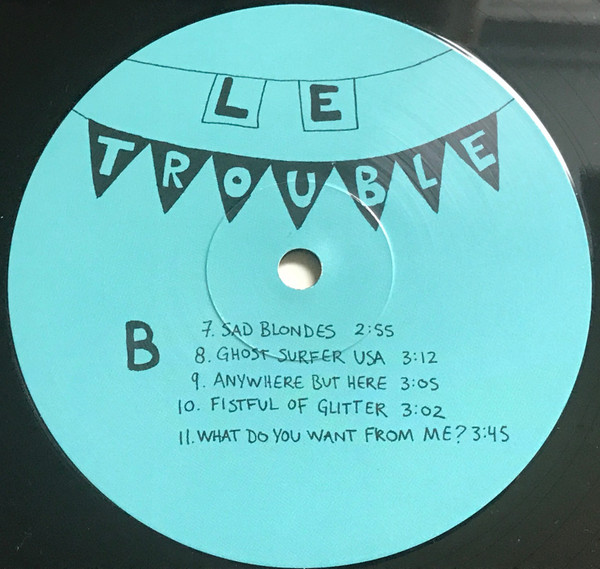 LE
TROUBLE
B
7. SAD BLONDES 2:55
8. GHOST SURFER USA 3:12
9. ANYWHERE BUT HERE 3:05
10. FISTFUL OF GLITTER 3:02
11. WHAT DO YOU WANT FROM ME? 3:45